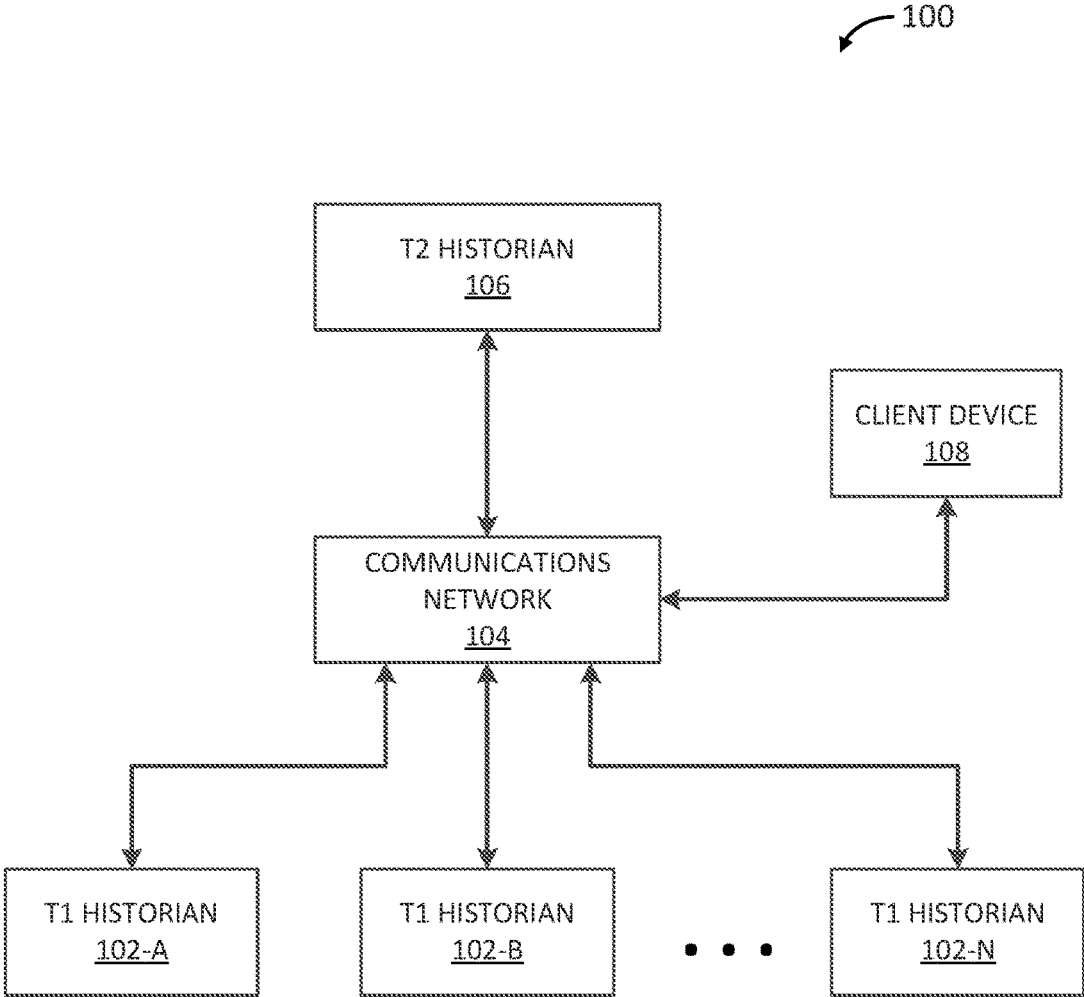 100
T2 HISTORIAN
106
CLIENT DEVICE
108
COMMUNICATIONS
NETWORK
104
T1 HISTORIAN
102-A
T1 HISTORIAN
102-B
T1 HISTORIAN
102-N